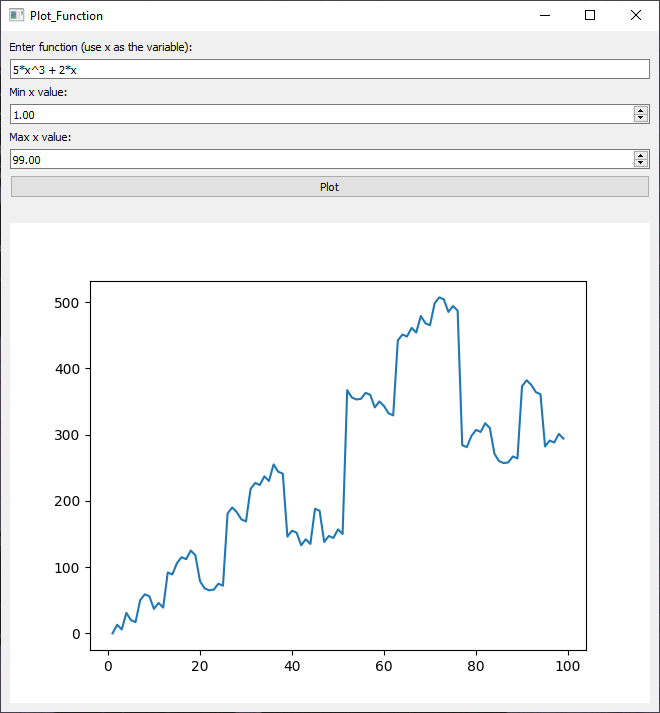 Plot_Function
Enter function (use x as the variable):
5*x^3 + 2*x
Min x value:
1.00
Max x value:
99.00
Plot
500
400
300
200
100
0
0 20 40 60 80 100